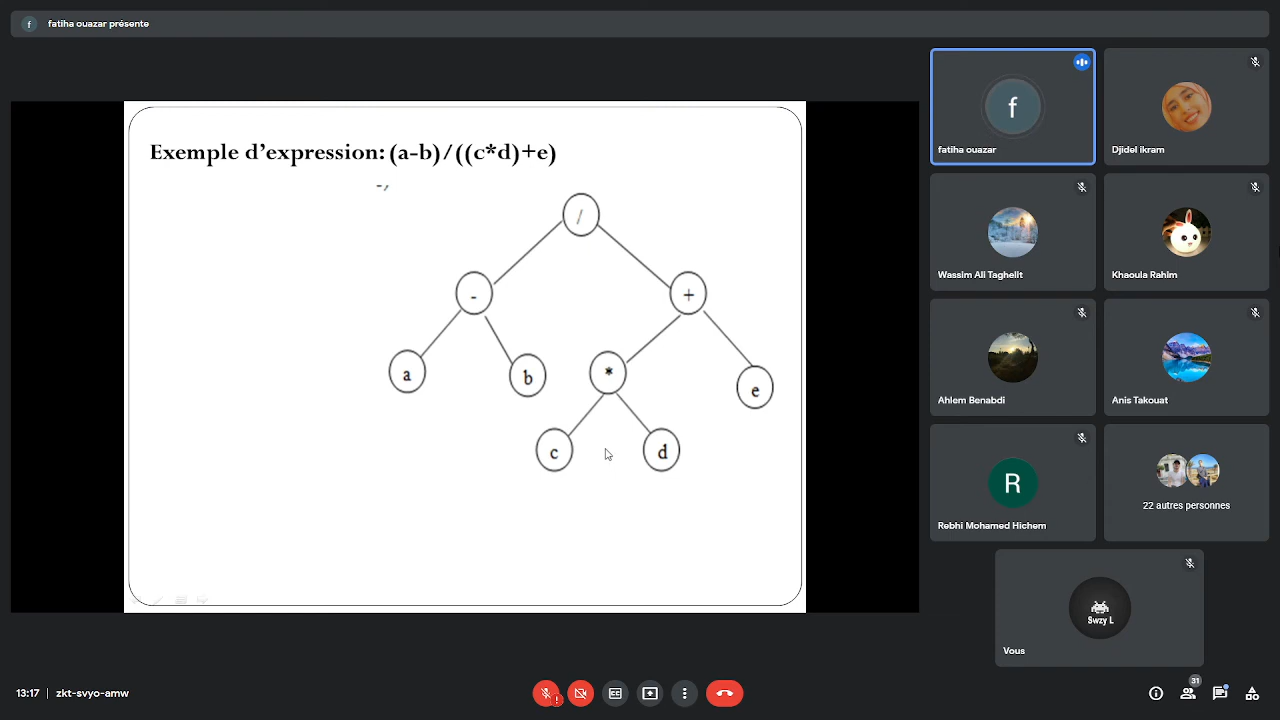 f fatiha ouazar présente
Exemple d'expression: (a-b)/((c*d)+e)
/
-
+
a
b
*
e
c
d
f
fatiha ouazar
Djidel ikram
Wassim Ali Taghelit
Khaoula Rahim
Ahlem Benabdi
Anis Takouat
R
Rebhi Mohamed Hichem
22 autres personnes
Swzy L
Vous
13:17 | zkt-svyo-amw
31